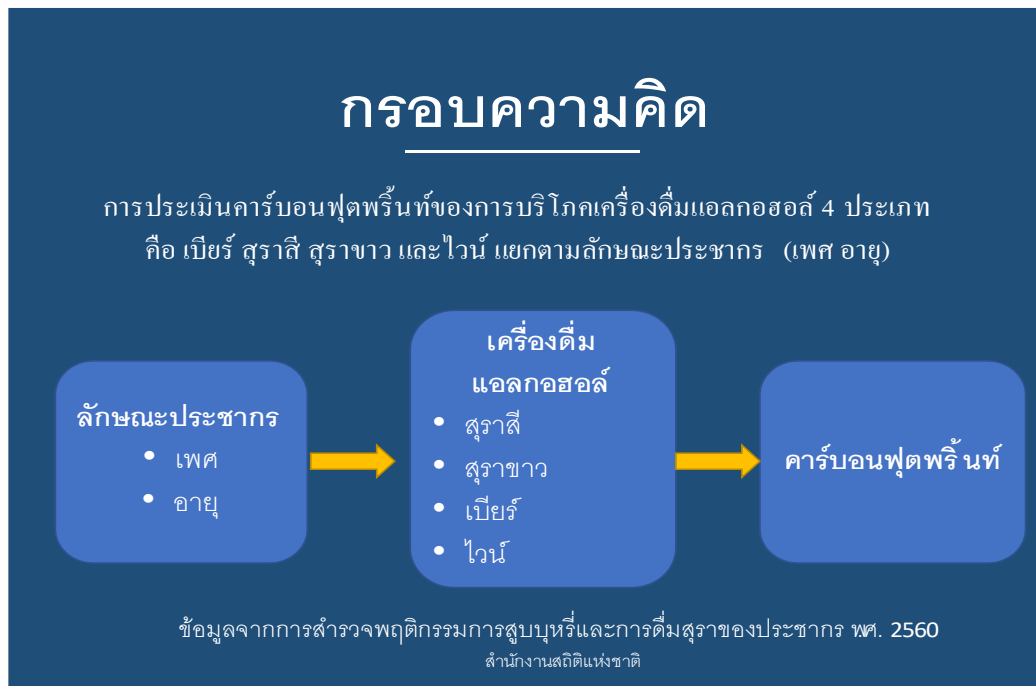 กรอบความคิด
การประเมินคาร์บอนฟุตพริ้นท์ของการบริโภคเครื่องดื่มแอลกอฮอล์ 4 ประเภท
คือ เบียร์ สุราสี สุราขาว และไวน์ แยกตามลักษณะประชากร (เพศ อายุ)
ลักษณะประชากร
• เพศ
• อายุ
เครื่องดื่ม
แอลกอฮอล์
• สุราสี
• สุราขาว
• เบียร์
• ไวน์
คาร์บอนฟุตพริ้นท์
ข้อมูลจากการสำรวจพฤติกรรมการสูบบุหรี่และการดื่มสุราของประชากร พศ. 2560
สำนักงานสถิติแห่งชาติ